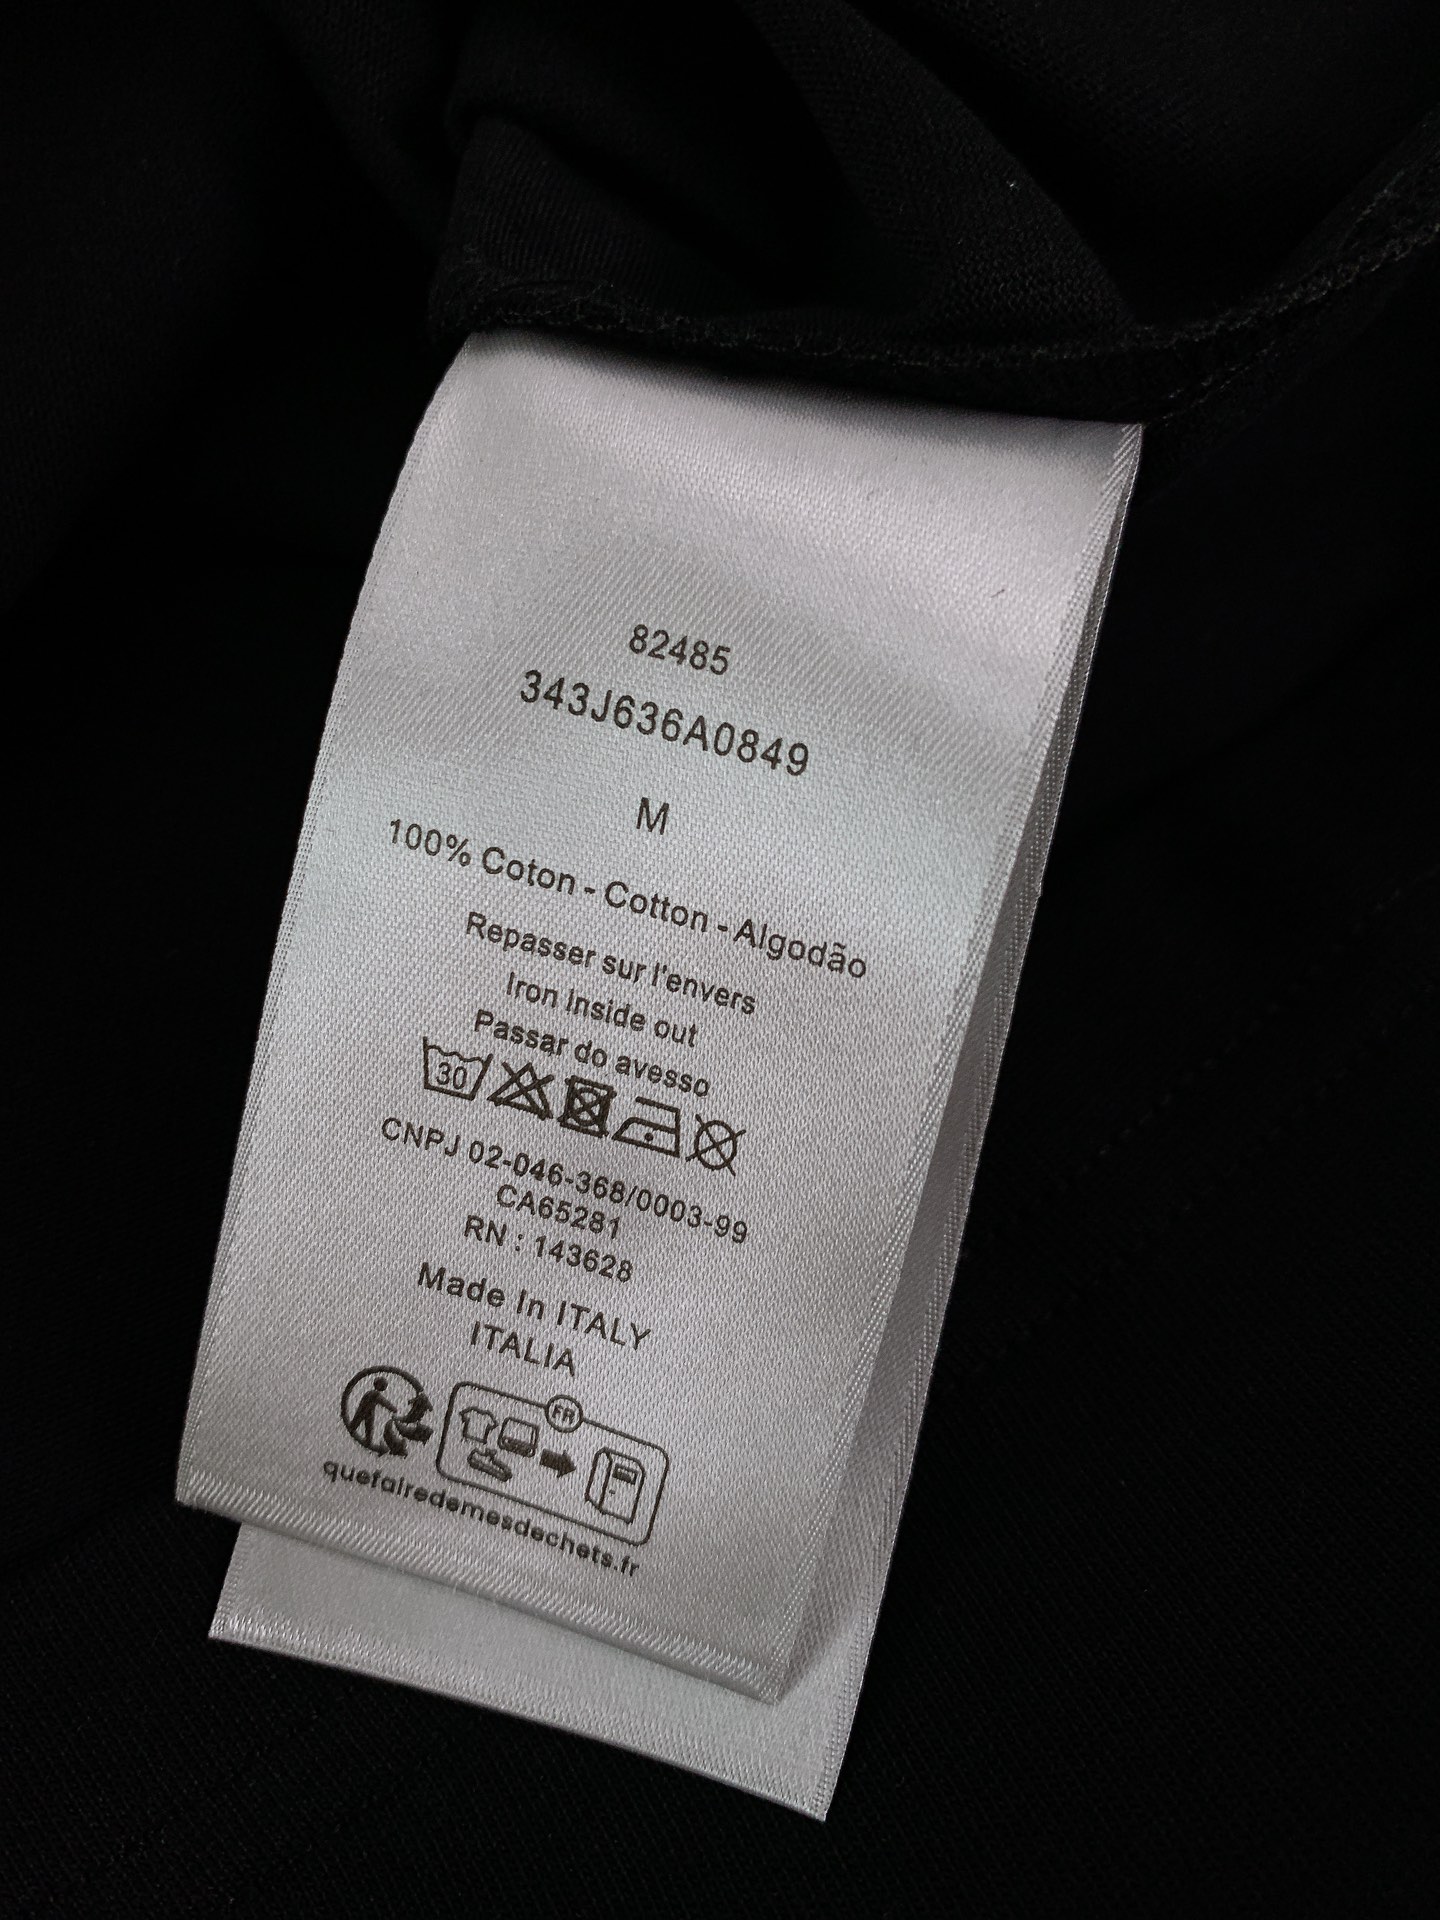 82485
343J636A0849
M
100% Coton - Cotton - Algodão
Repasser sur l'envers
Iron Inside out
Passar do avesso
30
CNPJ 02-046-368/0003-99
CA65281
RN : 143628
Made In ITALY
ITALIA
FR
quefairedemesdechets.fr